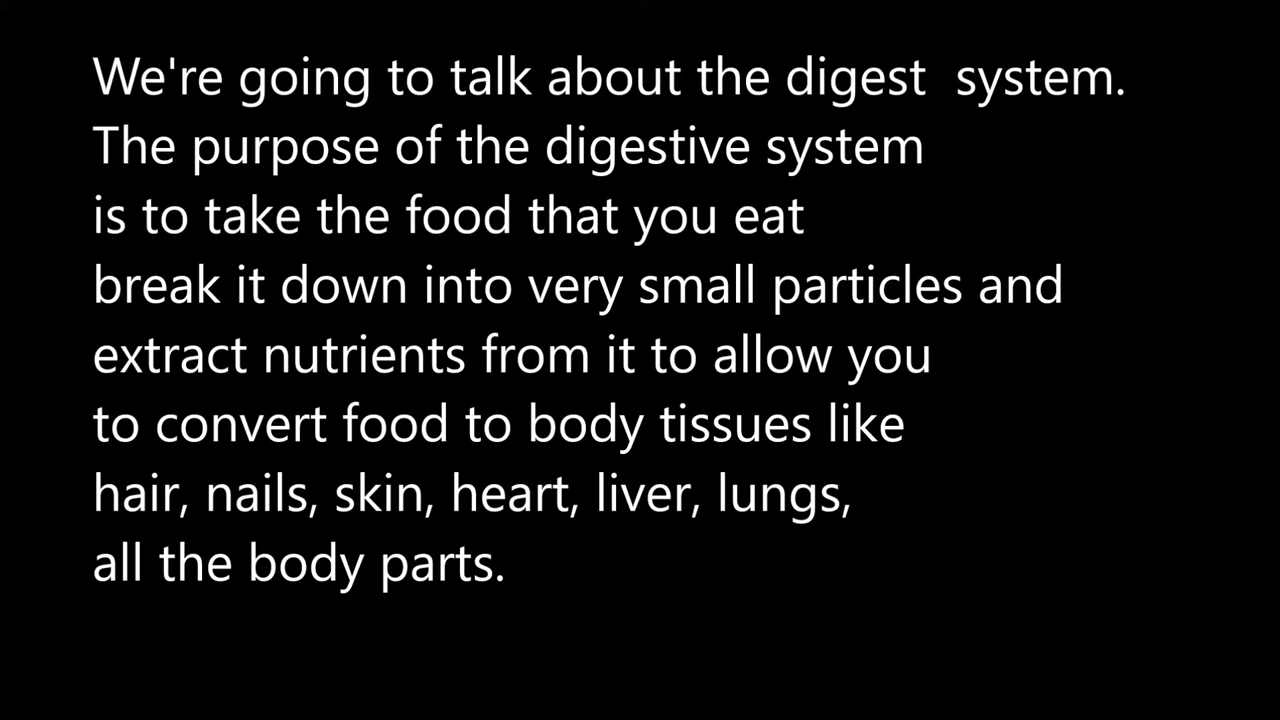 We're going to talk about the digest  system.
The purpose of the digestive system
is to take the food that you eat
break it down into very small particles and
extract nutrients from it to allow you
to convert food to body tissues like
hair, nails, skin, heart, liver, lungs,
all the body parts.